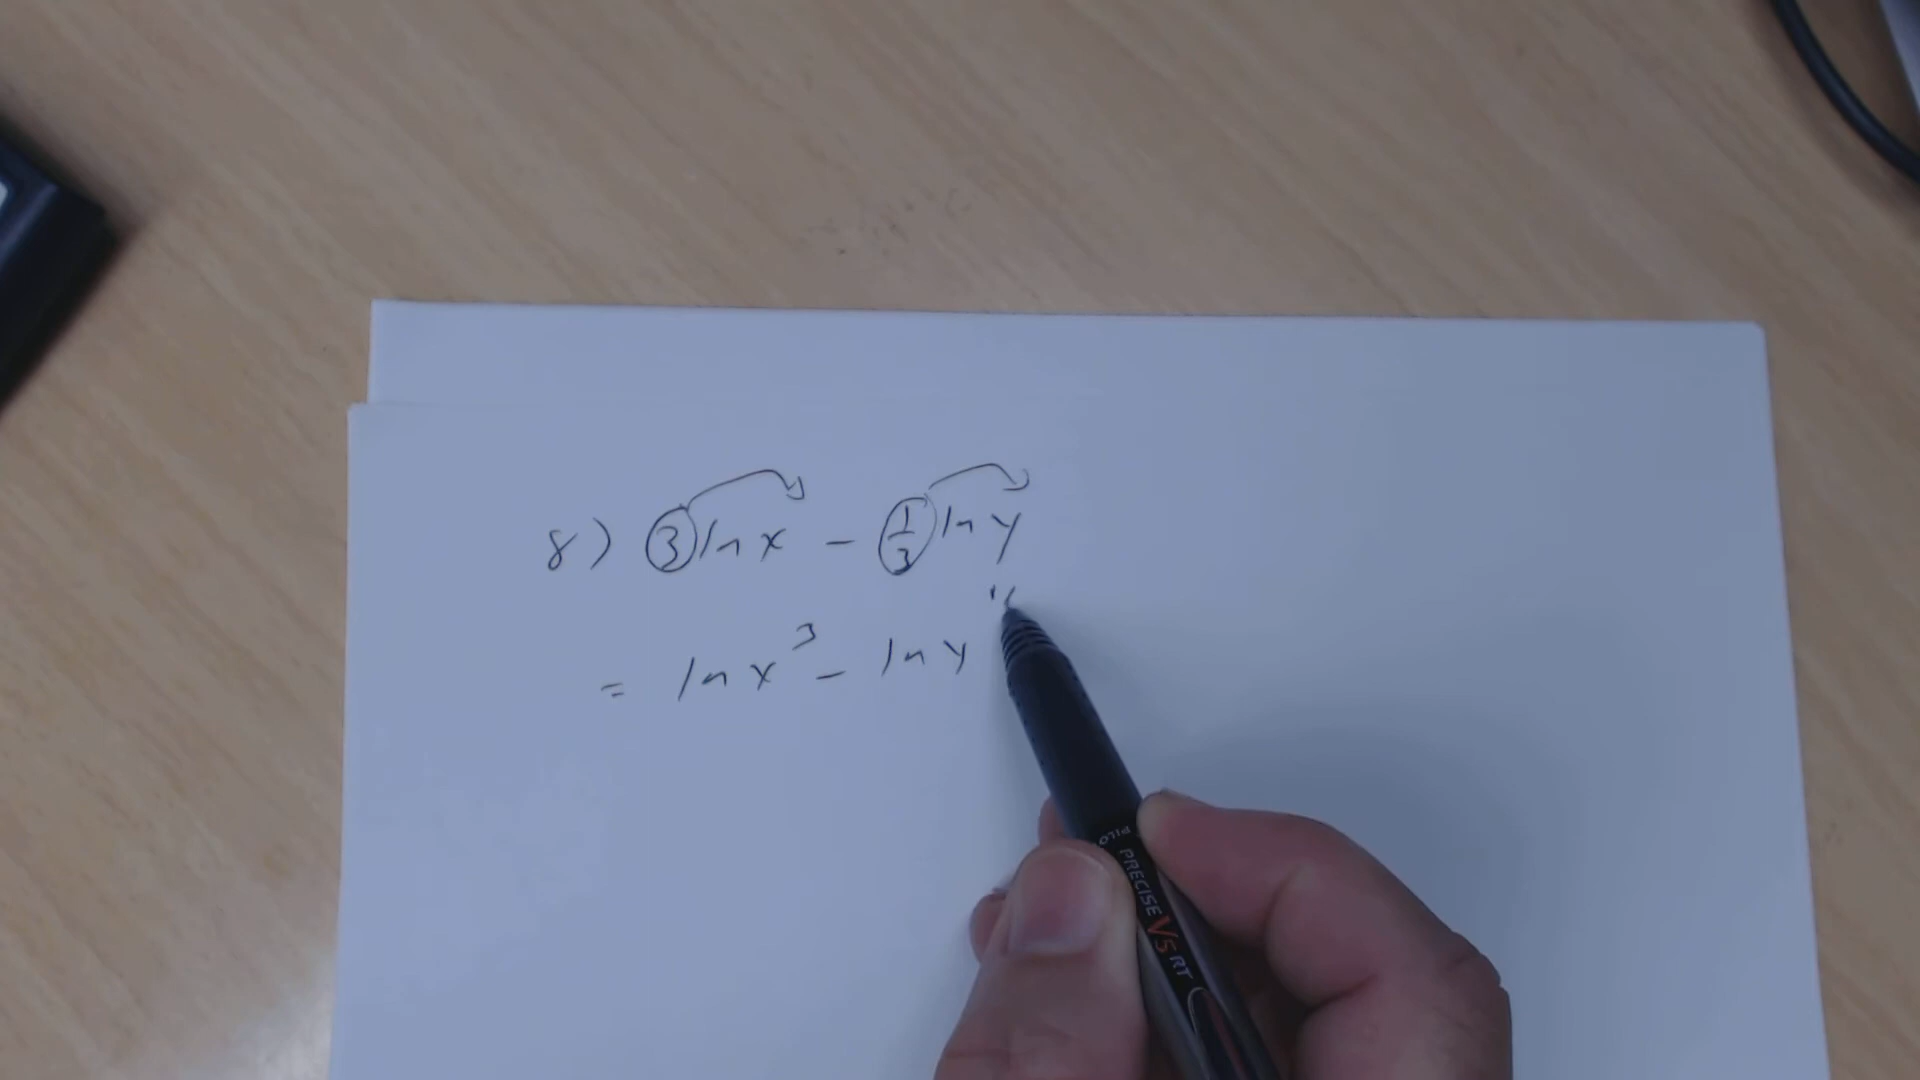 8) 3 ln x - 1/3 ln y
= ln x³ - ln y
PILOT PRECISE V5 RT